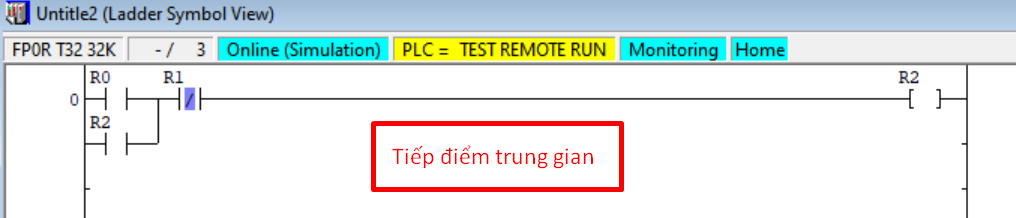 Untitle2 (Ladder Symbol View)
FP0R T32 32K - / 3 Online (Simulation) PLC = TEST REMOTE RUN Monitoring Home
R0 R1 R2
0
R2
Tiếp điểm trung gian